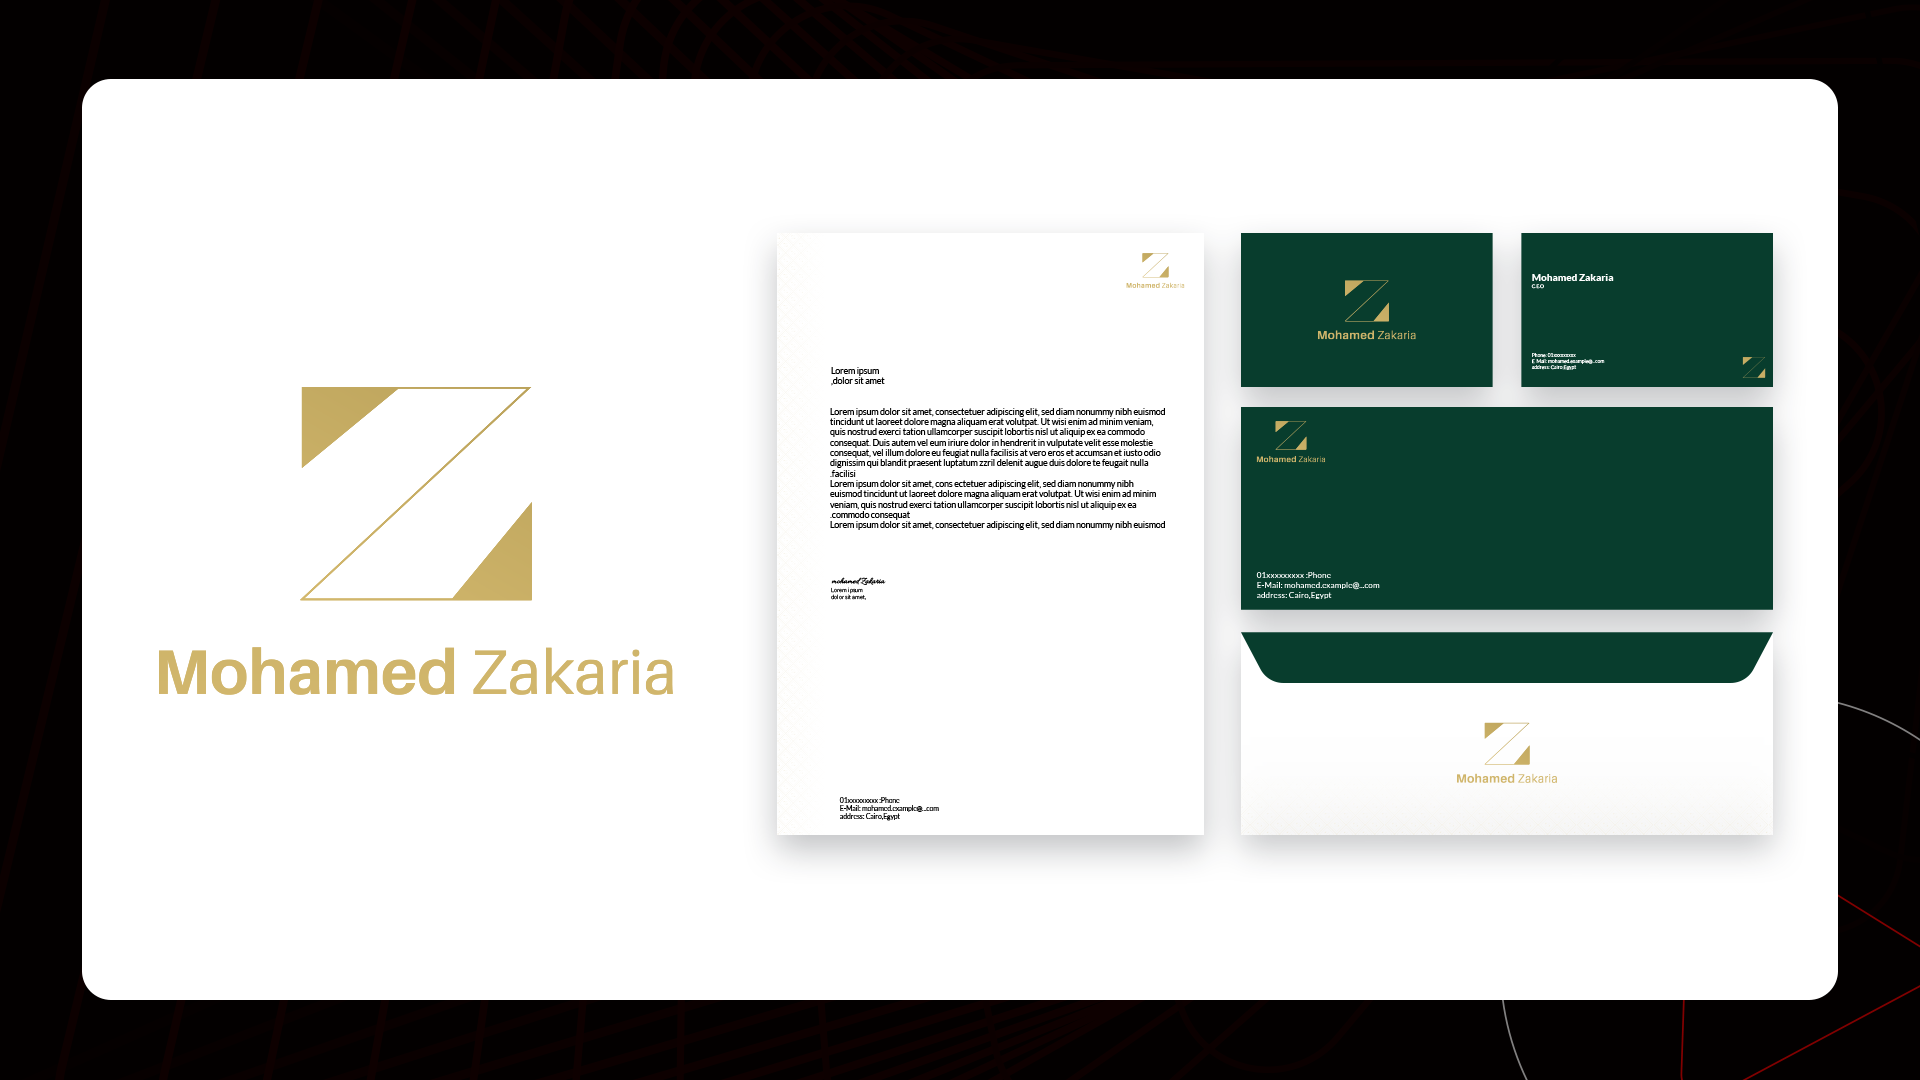 Mohamed Zakaria
Mohamed Zakaria
Lorem ipsum
,dolor sit amet
Lorem ipsum dolor sit amet, consectetuer adipiscing elit, sed diam nonummy nibh euismod
tincidunt ut laoreet dolore magna aliquam erat volutpat. Ut wisi enim ad minim veniam,
quis nostrud exerci tation ullamcorper suscipit lobortis nisl ut aliquip ex ea commodo
consequat. Duis autem vel eum iriure dolor in hendrerit in vulputate velit esse molestie
consequat, vel illum dolore eu feugiat nulla facilisis at vero eros et accumsan et iusto odio
dignissim qui blandit praesent luptatum zzril delenit augue duis dolore te feugait nulla
.facilisi
Lorem ipsum dolor sit amet, cons ectetuer adipiscing elit, sed diam nonummy nibh
euismod tincidunt ut laoreet dolore magna aliquam erat volutpat. Ut wisi enim ad minim
veniam, quis nostrud exerci tation ullamcorper suscipit lobortis nisl ut aliquip ex ea
.commodo consequat
Lorem ipsum dolor sit amet, consectetuer adipiscing elit, sed diam nonummy nibh euismod
mohamed Zakaria
Lorem ipsum
dolor sit amet,
01xxxxxxxxx :Phone
E-Mail: mohamed.example@...com
address: Cairo,Egypt
Mohamed Zakaria
Mohamed Zakaria
C.E.O
Phone: 01xxxxxxxxx
E-Mail: mohamed.example@...com
address: Cairo,Egypt
Mohamed Zakaria
01xxxxxxxxx :Phone
E-Mail: mohamed.example@...com
address: Cairo,Egypt
Mohamed Zakaria